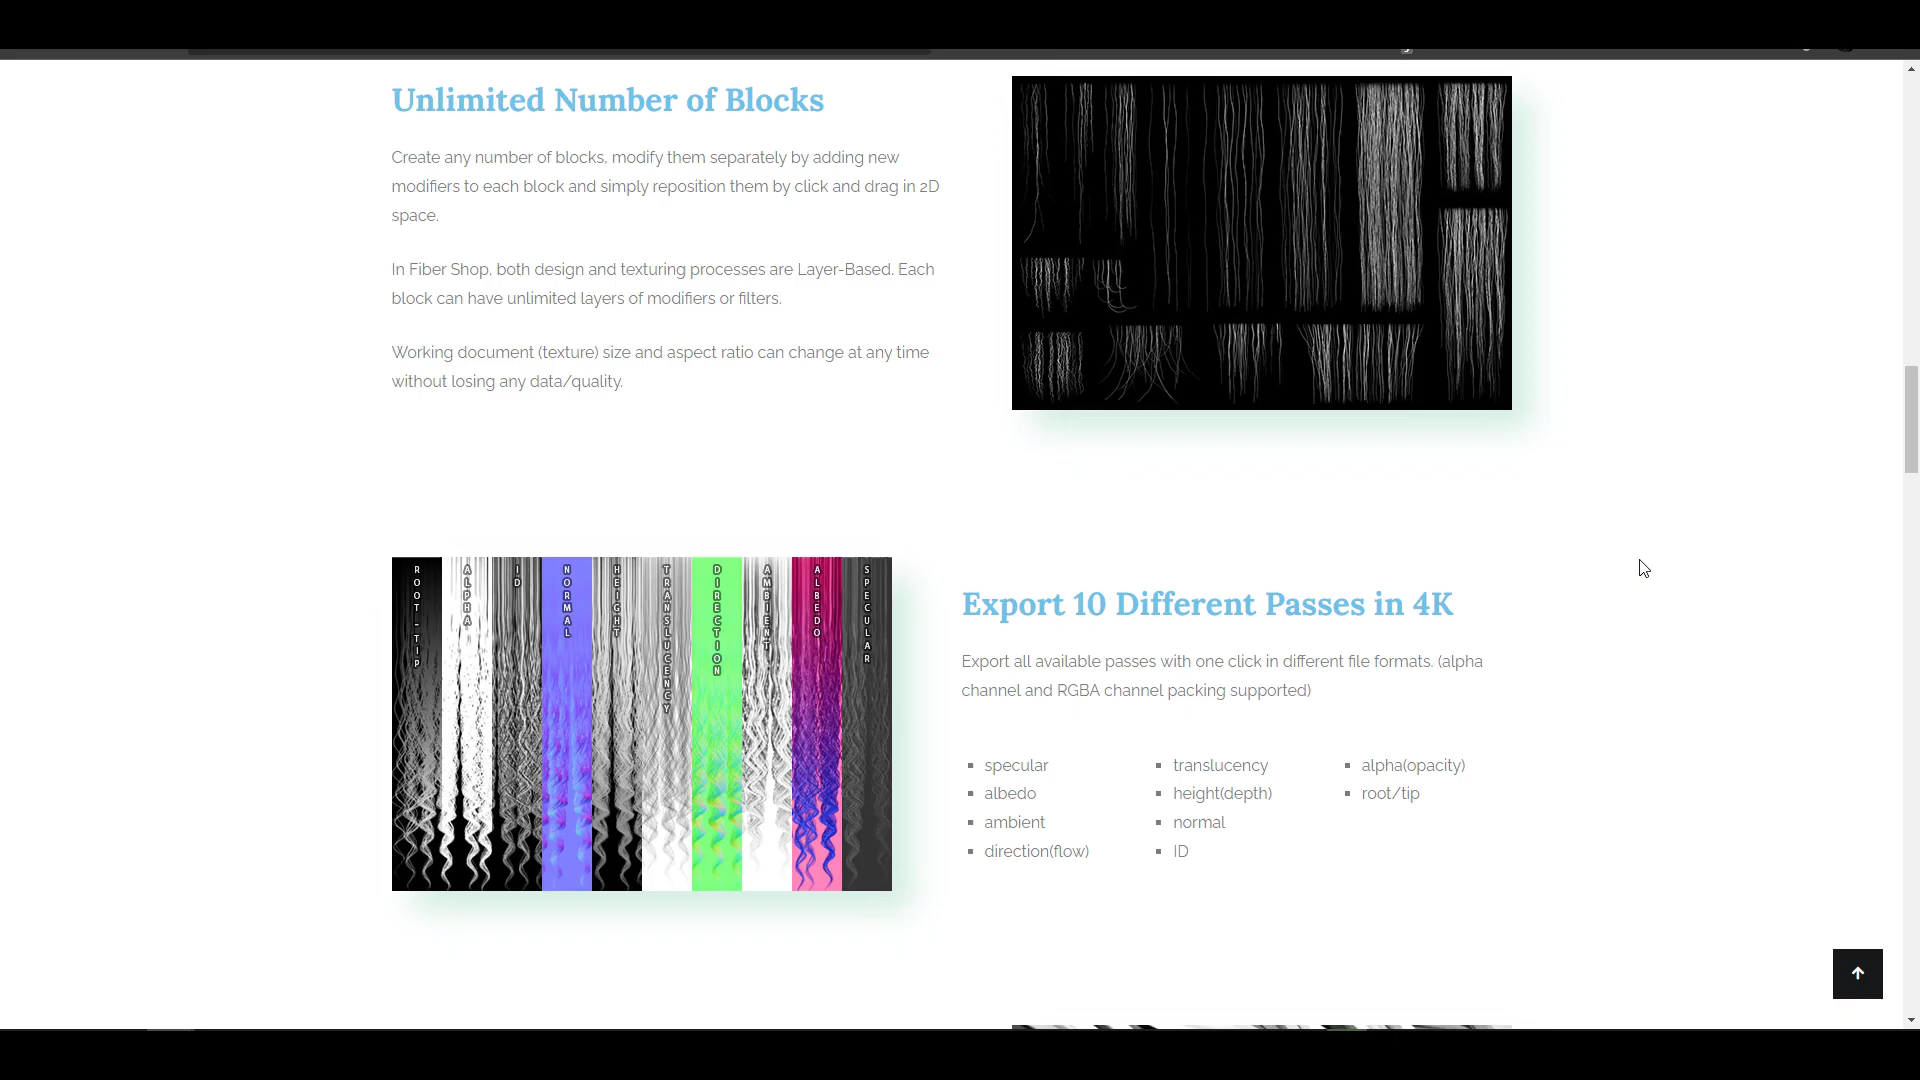 Unlimited Number of Blocks
Create any number of blocks, modify them separately by adding new
modifiers to each block and simply reposition them by click and drag in 2D
space.
In Fiber Shop, both design and texturing processes are Layer-Based. Each
block can have unlimited layers of modifiers or filters.
Working document (texture) size and aspect ratio can change at any time
without losing any data/quality.
ROOT-TIP
ALPHA
ID
NORMAL
HEIGHT
TRANSLUCENCY
DIRECTION
AMBIENT
ALBEDO
SPECULAR
Export 10 Different Passes in 4K
Export all available passes with one click in different file formats. (alpha
channel and RGBA channel packing supported)
specular
albedo
ambient
direction(flow)
translucency
height(depth)
normal
ID
alpha(opacity)
root/tip